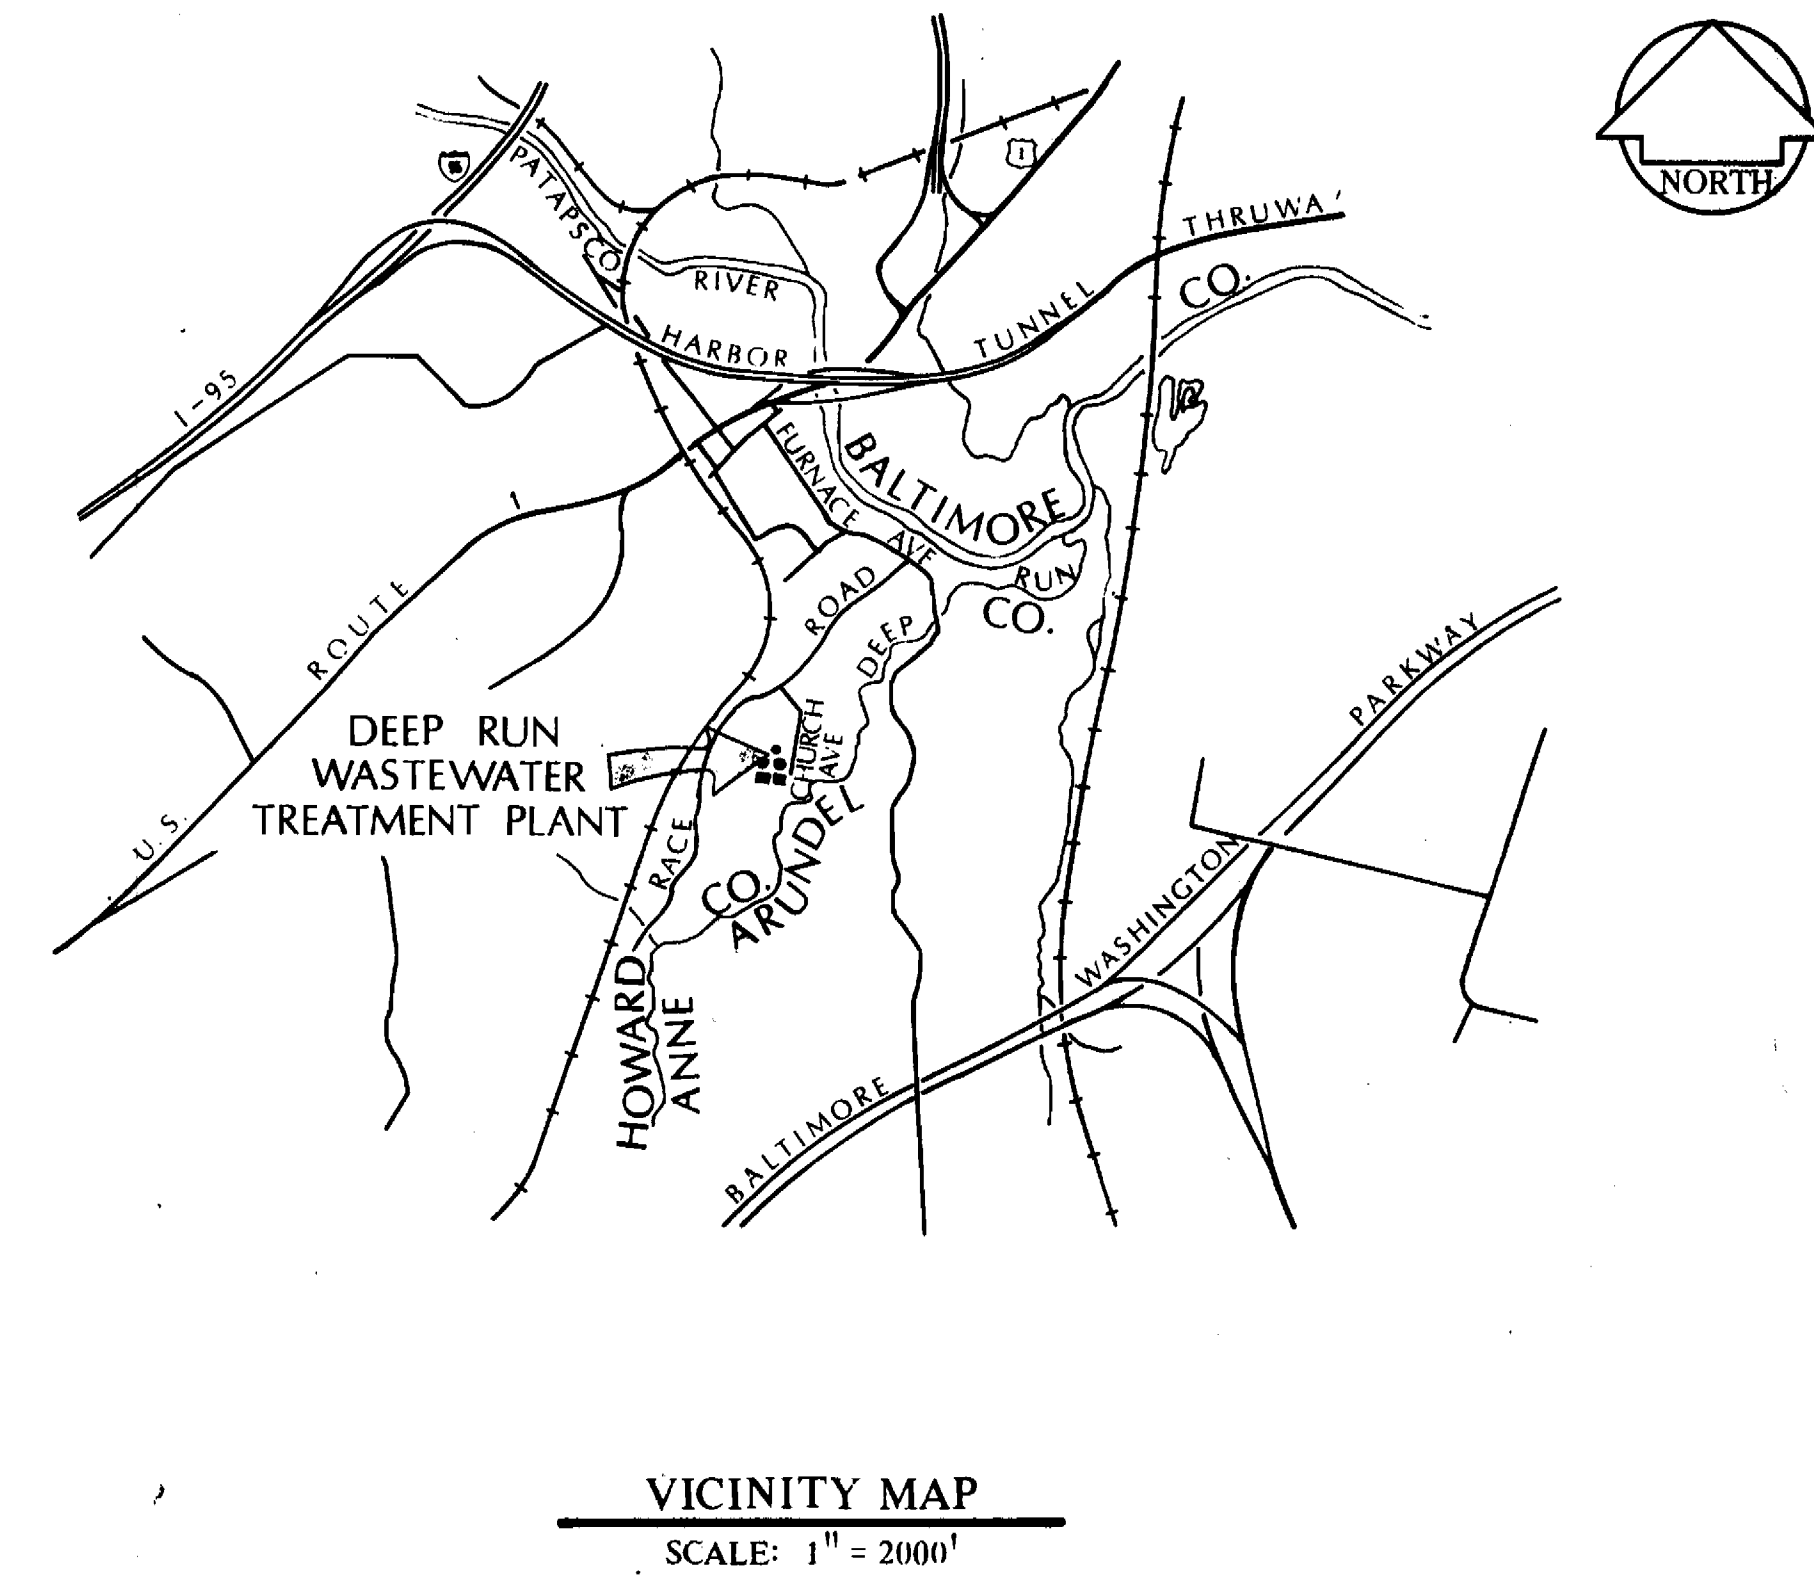 NORTH
1
PATAPSCO RIVER
THRUWA
HARBOR TUNNEL
CO.
I-95
BALTIMORE CO.
FURNACE AVE
U.S. ROUTE 1
RACE ROAD
DEEP RUN
PARKWAY
DEEP RUN
WASTEWATER
TREATMENT PLANT
CHURCH
AVE
HOWARD CO.
ANNE ARUNDEL
BALTIMORE WASHINGTON
VICINITY MAP
SCALE: 1" = 2000'